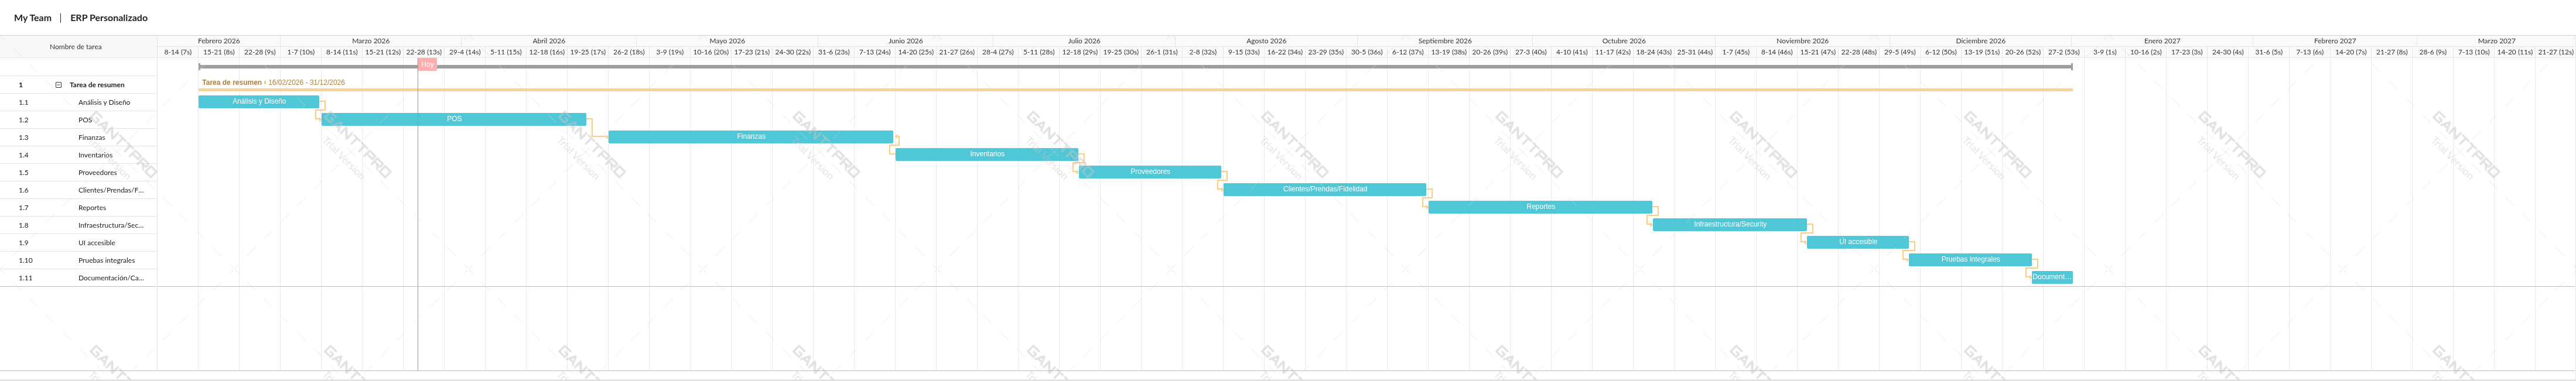 My Team | ERP Personalizado
Nombre de tarea
Febrero 2026 Marzo 2026 Abril 2026 Mayo 2026 Junio 2026 Julio 2026 Agosto 2026 Septiembre 2026 Octubre 2026 Noviembre 2026 Diciembre 2026 Enero 2027 Febrero 2027 Marzo 2027
8-14 (7s) 15-21 (8s) 22-28 (9s) 1-7 (10s) 8-14 (11s) 15-21 (12s) 22-28 (13s) 29-4 (14s) 5-11 (15s) 12-18 (16s) 19-25 (17s) 26-2 (18s) 3-9 (19s) 10-16 (20s) 17-23 (21s) 24-30 (22s) 31-6 (23s) 7-13 (24s) 14-20 (25s) 21-27 (26s) 28-4 (27s) 5-11 (28s) 12-18 (29s) 19-25 (30s) 26-1 (31s) 2-8 (32s) 9-15 (33s) 16-22 (34s) 23-29 (35s) 30-5 (36s) 6-12 (37s) 13-19 (38s) 20-26 (39s) 27-3 (40s) 4-10 (41s) 11-17 (42s) 18-24 (43s) 25-31 (44s) 1-7 (45s) 8-14 (46s) 15-21 (47s) 22-28 (48s) 29-5 (49s) 6-12 (50s) 13-19 (51s) 20-26 (52s) 27-2 (53s) 3-9 (1s) 10-16 (2s) 17-23 (3s) 24-30 (4s) 31-6 (5s) 7-13 (6s) 14-20 (7s) 21-27 (8s) 28-6 (9s) 7-13 (10s) 14-20 (11s) 21-27 (12s)
Hoy
1 Tarea de resumen Tarea de resumen › 16/02/2026 - 31/12/2026
1.1 Análisis y Diseño Análisis y Diseño
1.2 POS POS
1.3 Finanzas Finanzas
1.4 Inventarios Inventarios
1.5 Proveedores Proveedores
1.6 Clientes/Prendas/F... Clientes/Prendas/Fidelidad
1.7 Reportes Reportes
1.8 Infraestructura/Sec... Infraestructura/Security
1.9 UI accesible UI accesible
1.10 Pruebas integrales Pruebas integrales
1.11 Documentación/Ca... Document...
GANTTPRO
Trial Version